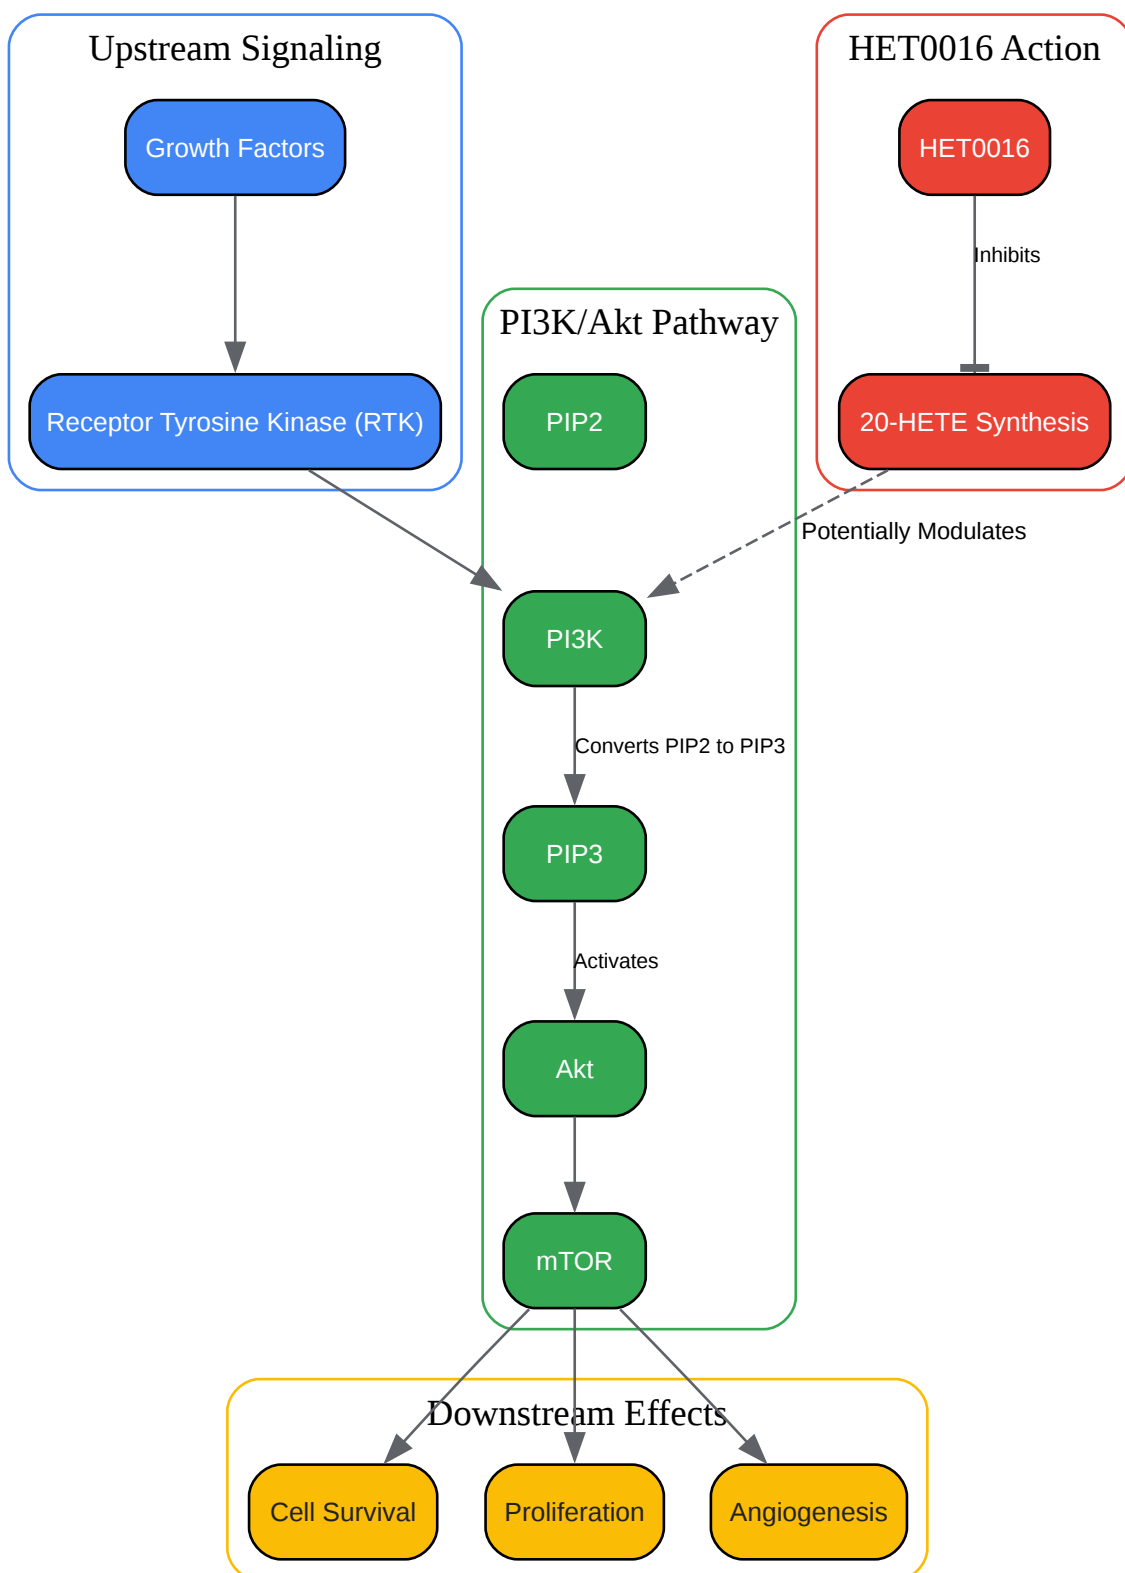 Upstream Signaling
HET0016 Action
Growth Factors
HET0016
Inhibits
PI3K/Akt Pathway
Receptor Tyrosine Kinase (RTK)
PIP2
20-HETE Synthesis
Potentially Modulates
PI3K
Converts PIP2 to PIP3
PIP3
Activates
Akt
mTOR
Downstream Effects
Cell Survival
Proliferation
Angiogenesis